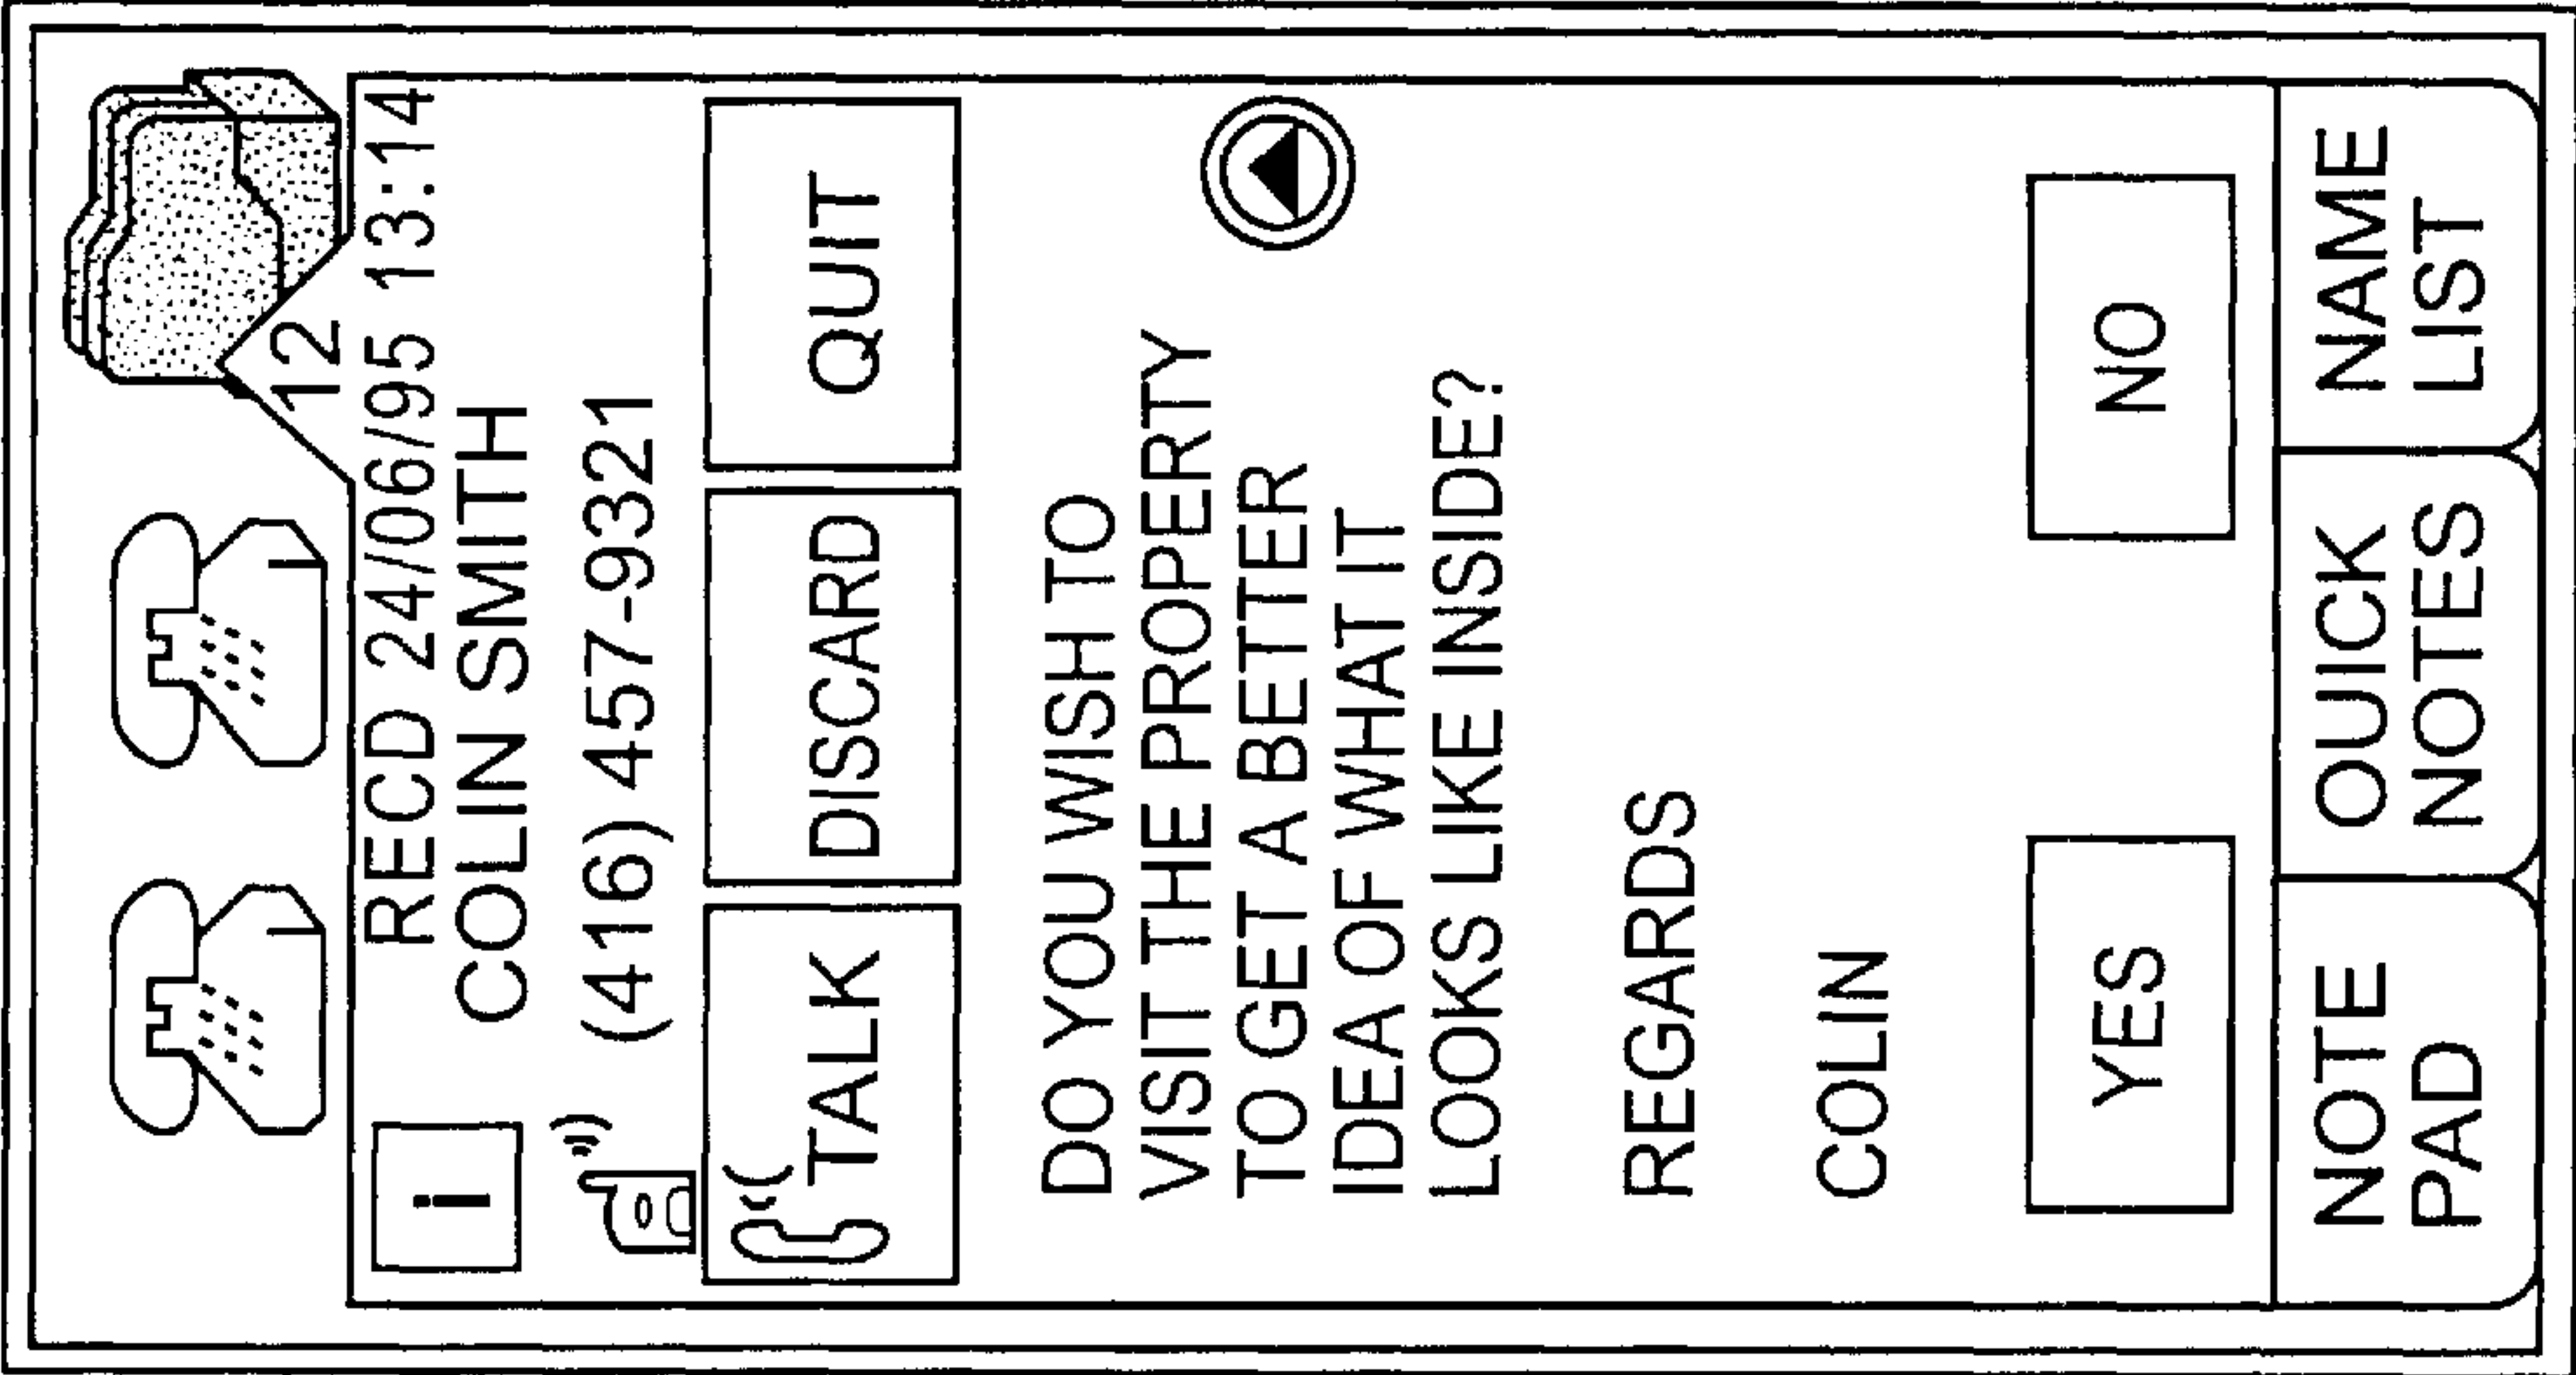 12
RECD 24/06/95 13:14
i
COLIN SMITH
(416) 457-9321
TALK
DISCARD
QUIT
DO YOU WISH TO
VISIT THE PROPERTY
TO GET A BETTER
IDEA OF WHAT IT
LOOKS LIKE INSIDE?
REGARDS
COLIN
YES
NO
NOTE
PAD
OUICK
NOTES
NAME
LIST